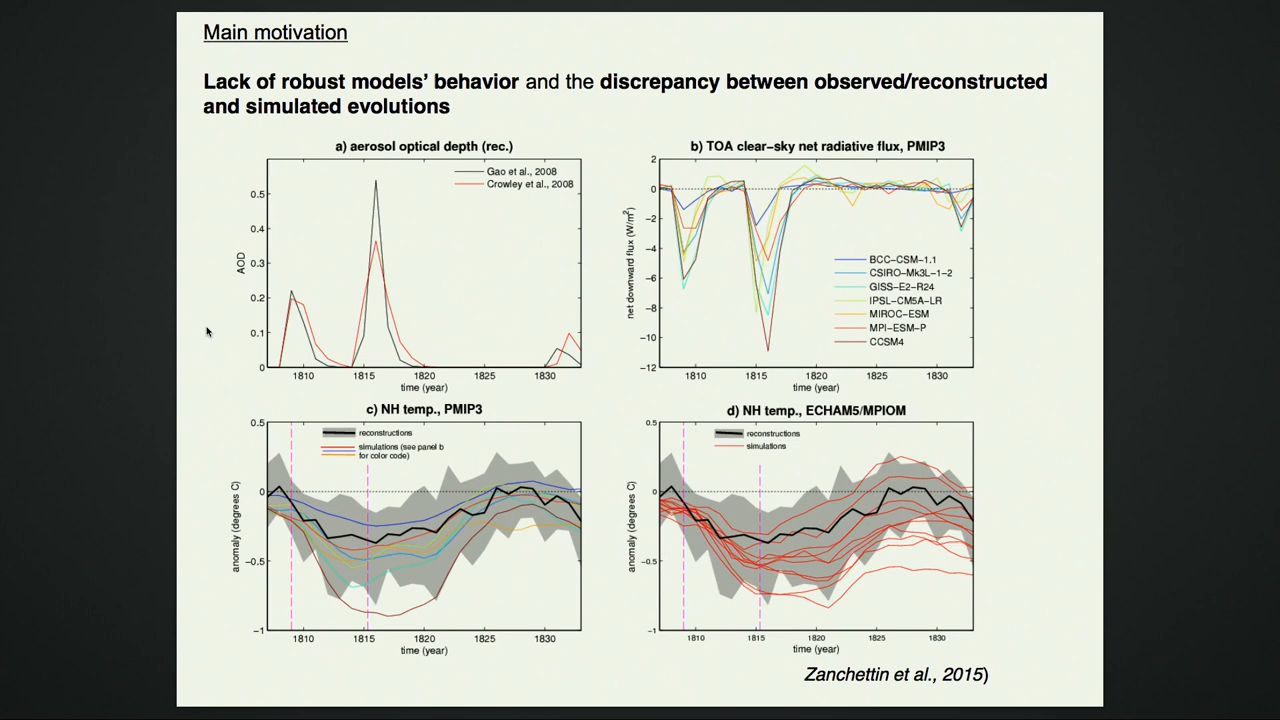 Main motivation
Lack of robust models' behavior and the discrepancy between observed/reconstructed
and simulated evolutions
a) aerosol optical depth (rec.)
Gao et al., 2008
Crowley et al., 2008
0.5
0.4
0.3
0.2
0.1
0
AOD
1810 1815 1820 1825 1830
time (year)
b) TOA clear−sky net radiative flux, PMIP3
2
0
−2
−4
−6
−8
−10
−12
net downward flux (W/m²)
BCC−CSM−1.1
CSIRO−Mk3L−1−2
GISS−E2−R24
IPSL−CM5A−LR
MIROC−ESM
MPI−ESM−P
CCSM4
1810 1815 1820 1825 1830
time (year)
c) NH temp., PMIP3
0.5
0
−0.5
−1
anomaly (degrees C)
reconstructions
simulations (see panel b
for color code)
1810 1815 1820 1825 1830
time (year)
d) NH temp., ECHAM5/MPIOM
0.5
0
−0.5
−1
anomaly (degrees C)
reconstructions
simulations
1810 1815 1820 1825 1830
time (year)
Zanchettin et al., 2015)